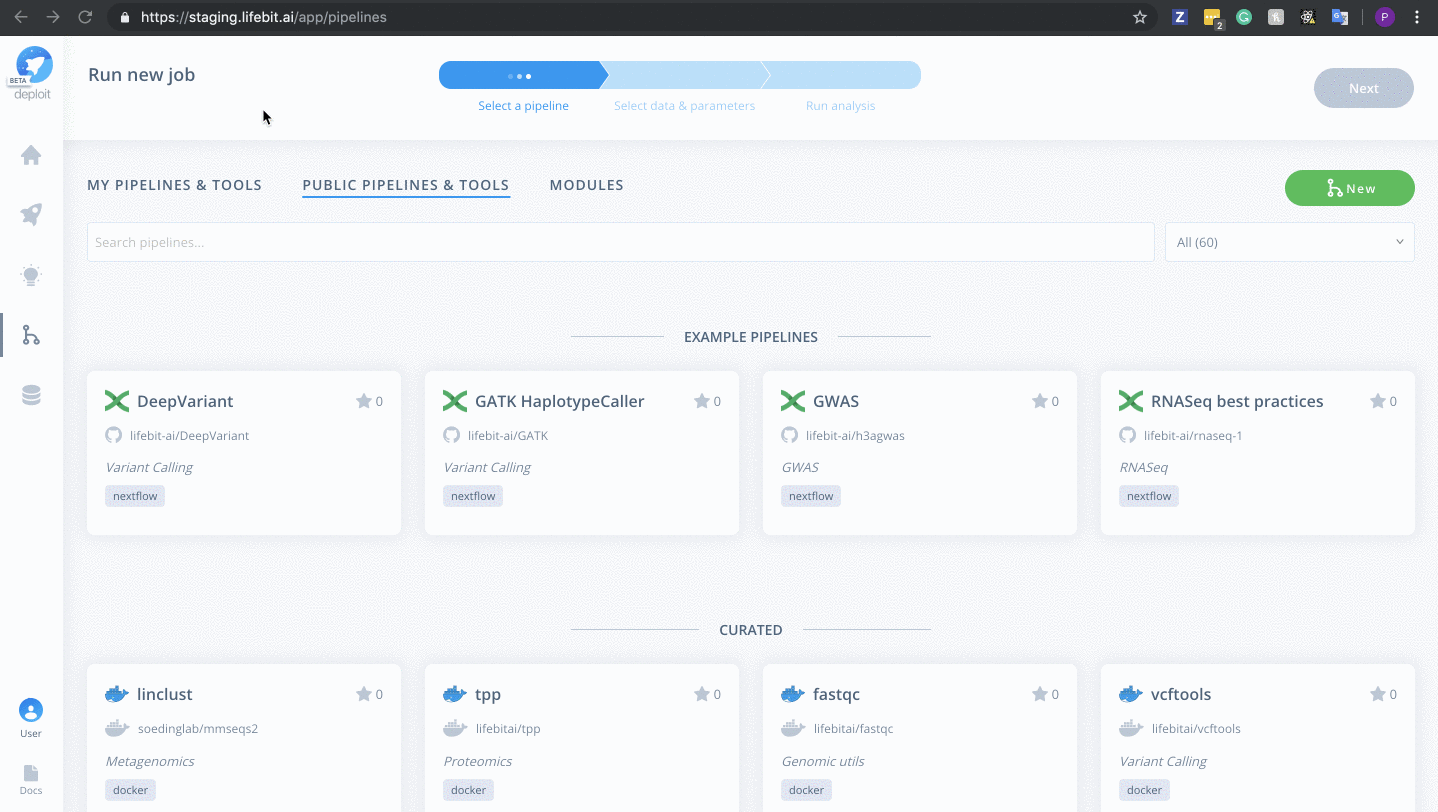 https://staging.lifebit.ai/app/pipelines
Z
2
G
P
BETA
deploit
Run new job
Select a pipeline
Select data & parameters
Run analysis
Next
MY PIPELINES & TOOLS
PUBLIC PIPELINES & TOOLS
MODULES
New
Search pipelines...
All (60)
EXAMPLE PIPELINES
DeepVariant 0
lifebit-ai/DeepVariant
Variant Calling
nextflow
GATK HaplotypeCaller 0
lifebit-ai/GATK
Variant Calling
nextflow
GWAS 0
lifebit-ai/h3agwas
GWAS
nextflow
RNASeq best practices 0
lifebit-ai/rnaseq-1
RNASeq
nextflow
CURATED
linclust 0
soedinglab/mmseqs2
Metagenomics
docker
tpp 0
lifebitai/tpp
Proteomics
docker
fastqc 0
lifebitai/fastqc
Genomic utils
docker
vcftools 0
lifebitai/vcftools
Variant Calling
docker
User
Docs